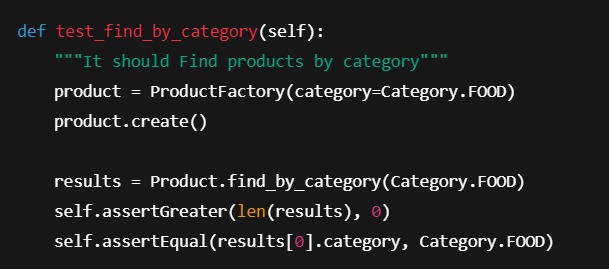 def test_find_by_category(self):
    """It should Find products by category"""
    product = ProductFactory(category=Category.FOOD)
    product.create()

    results = Product.find_by_category(Category.FOOD)
    self.assertGreater(len(results), 0)
    self.assertEqual(results[0].category, Category.FOOD)